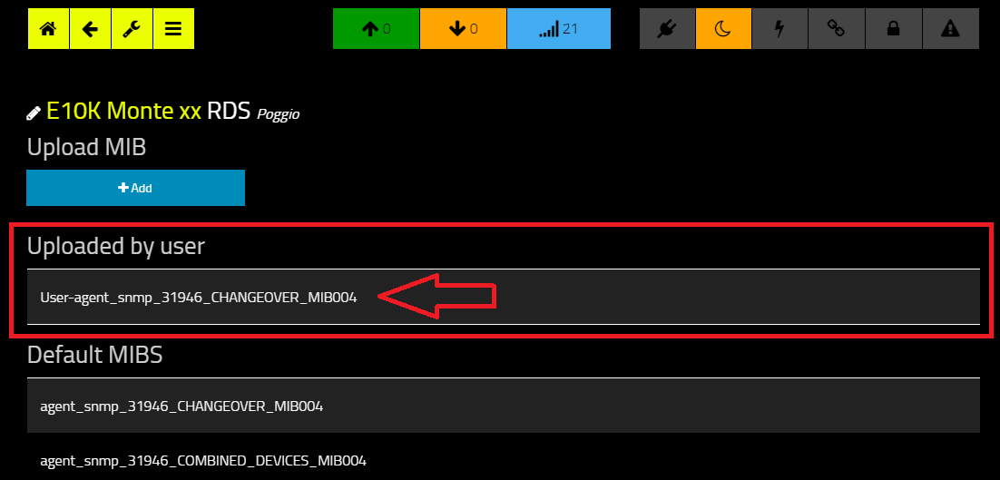 0 0 21
E10K Monte xx RDS Poggio
Upload MIB
Add
Uploaded by user
User-agent_snmp_31946_CHANGEOVER_MIB004
Default MIBS
agent_snmp_31946_CHANGEOVER_MIB004
agent_snmp_31946_COMBINED_DEVICES_MIB004